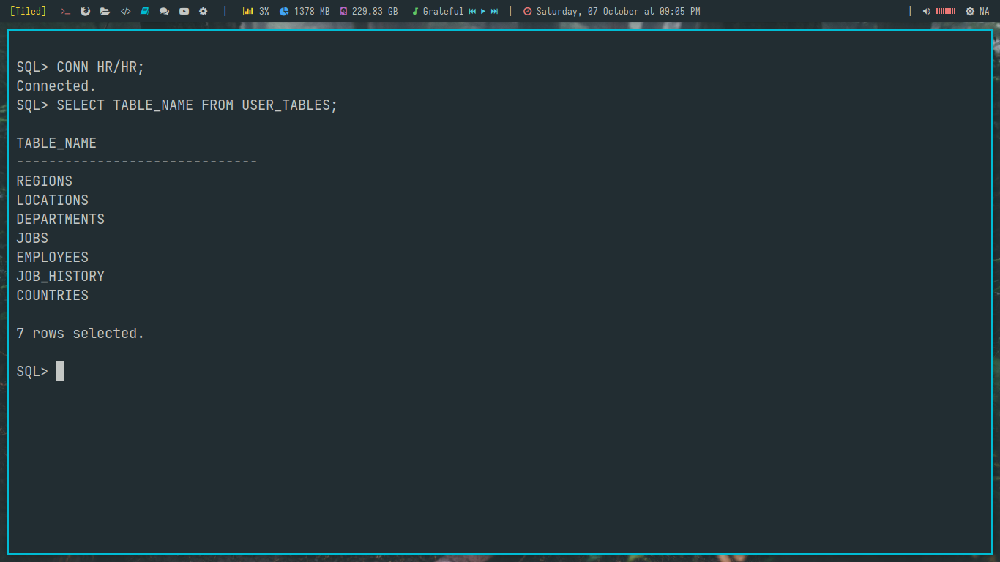 [Tiled] | 3% 1378 MB 229.83 GB Grateful | Saturday, 07 October at 09:05 PM | NA
SQL> CONN HR/HR;
Connected.
SQL> SELECT TABLE_NAME FROM USER_TABLES;
TABLE_NAME
------------------------------
REGIONS
LOCATIONS
DEPARTMENTS
JOBS
EMPLOYEES
JOB_HISTORY
COUNTRIES
7 rows selected.
SQL>